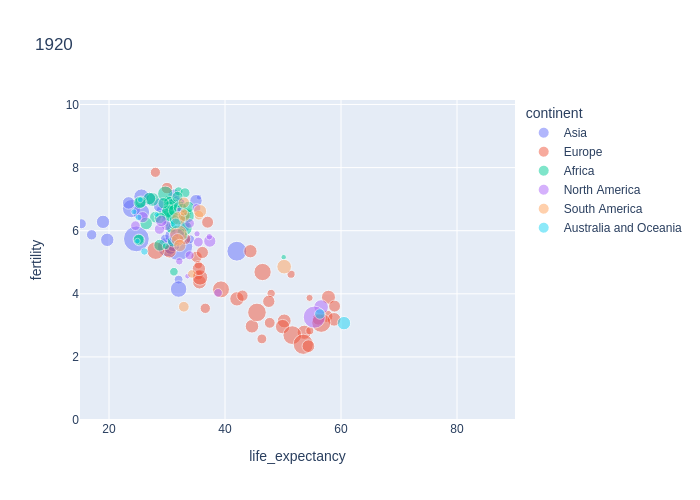 1920
continent
Asia
Europe
Africa
North America
South America
Australia and Oceania
fertility
10
8
6
4
2
0
20
40
60
80
life_expectancy